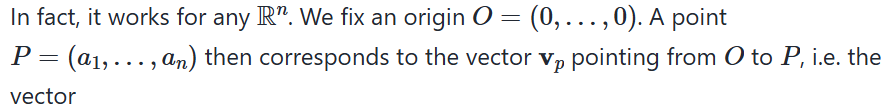 In fact, it works for any ℝⁿ. We fix an origin O = (0, . . . , 0). A point
P = (a₁, . . . , aₙ) then corresponds to the vector 𝐯ₚ pointing from O to P, i.e. the
vector